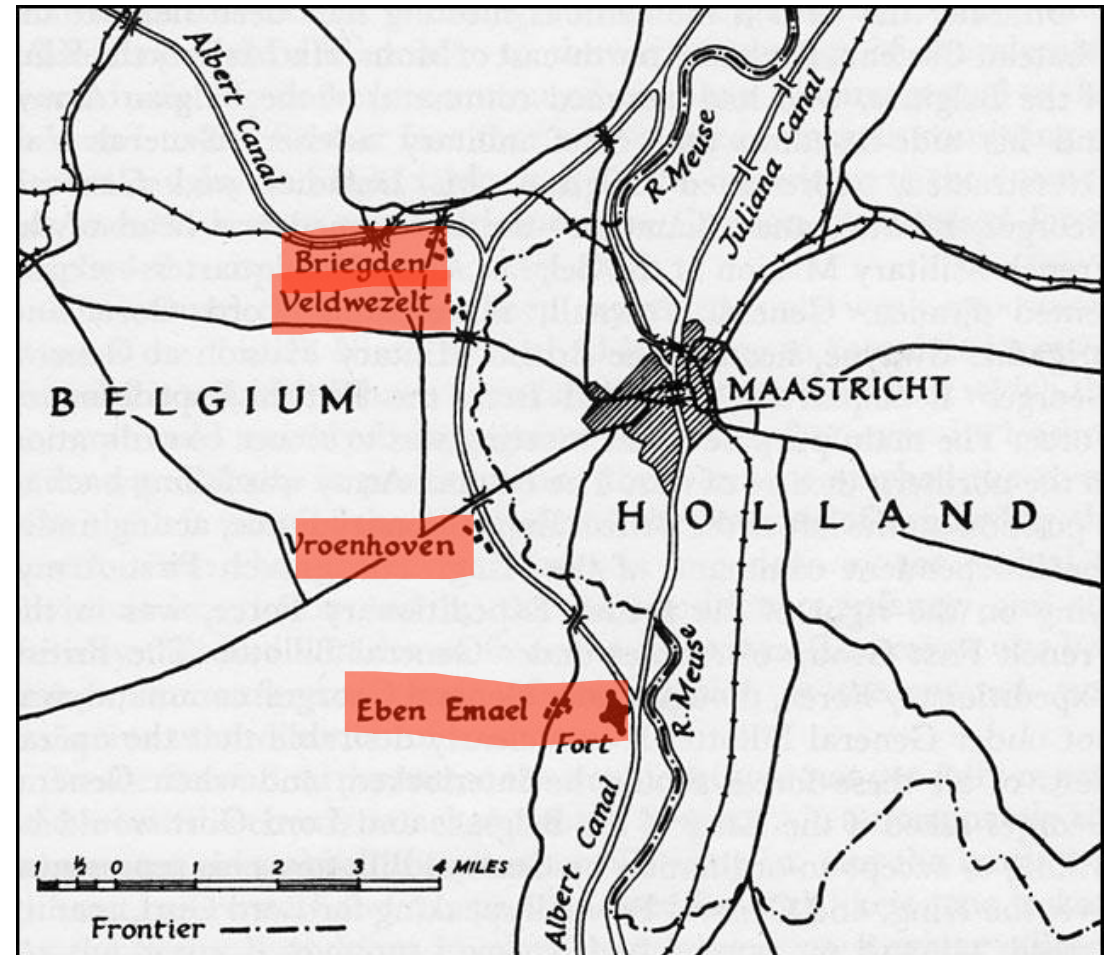 Albert Canal
R. Meuse
Juliana Canal
Briegden
Veldwezelt
BELGIUM
MAASTRICHT
HOLLAND
Vroenhoven
Eben Emael
Fort
R. Meuse
Albert Canal
1 ½ 0 2 3 4 MILES
Frontier